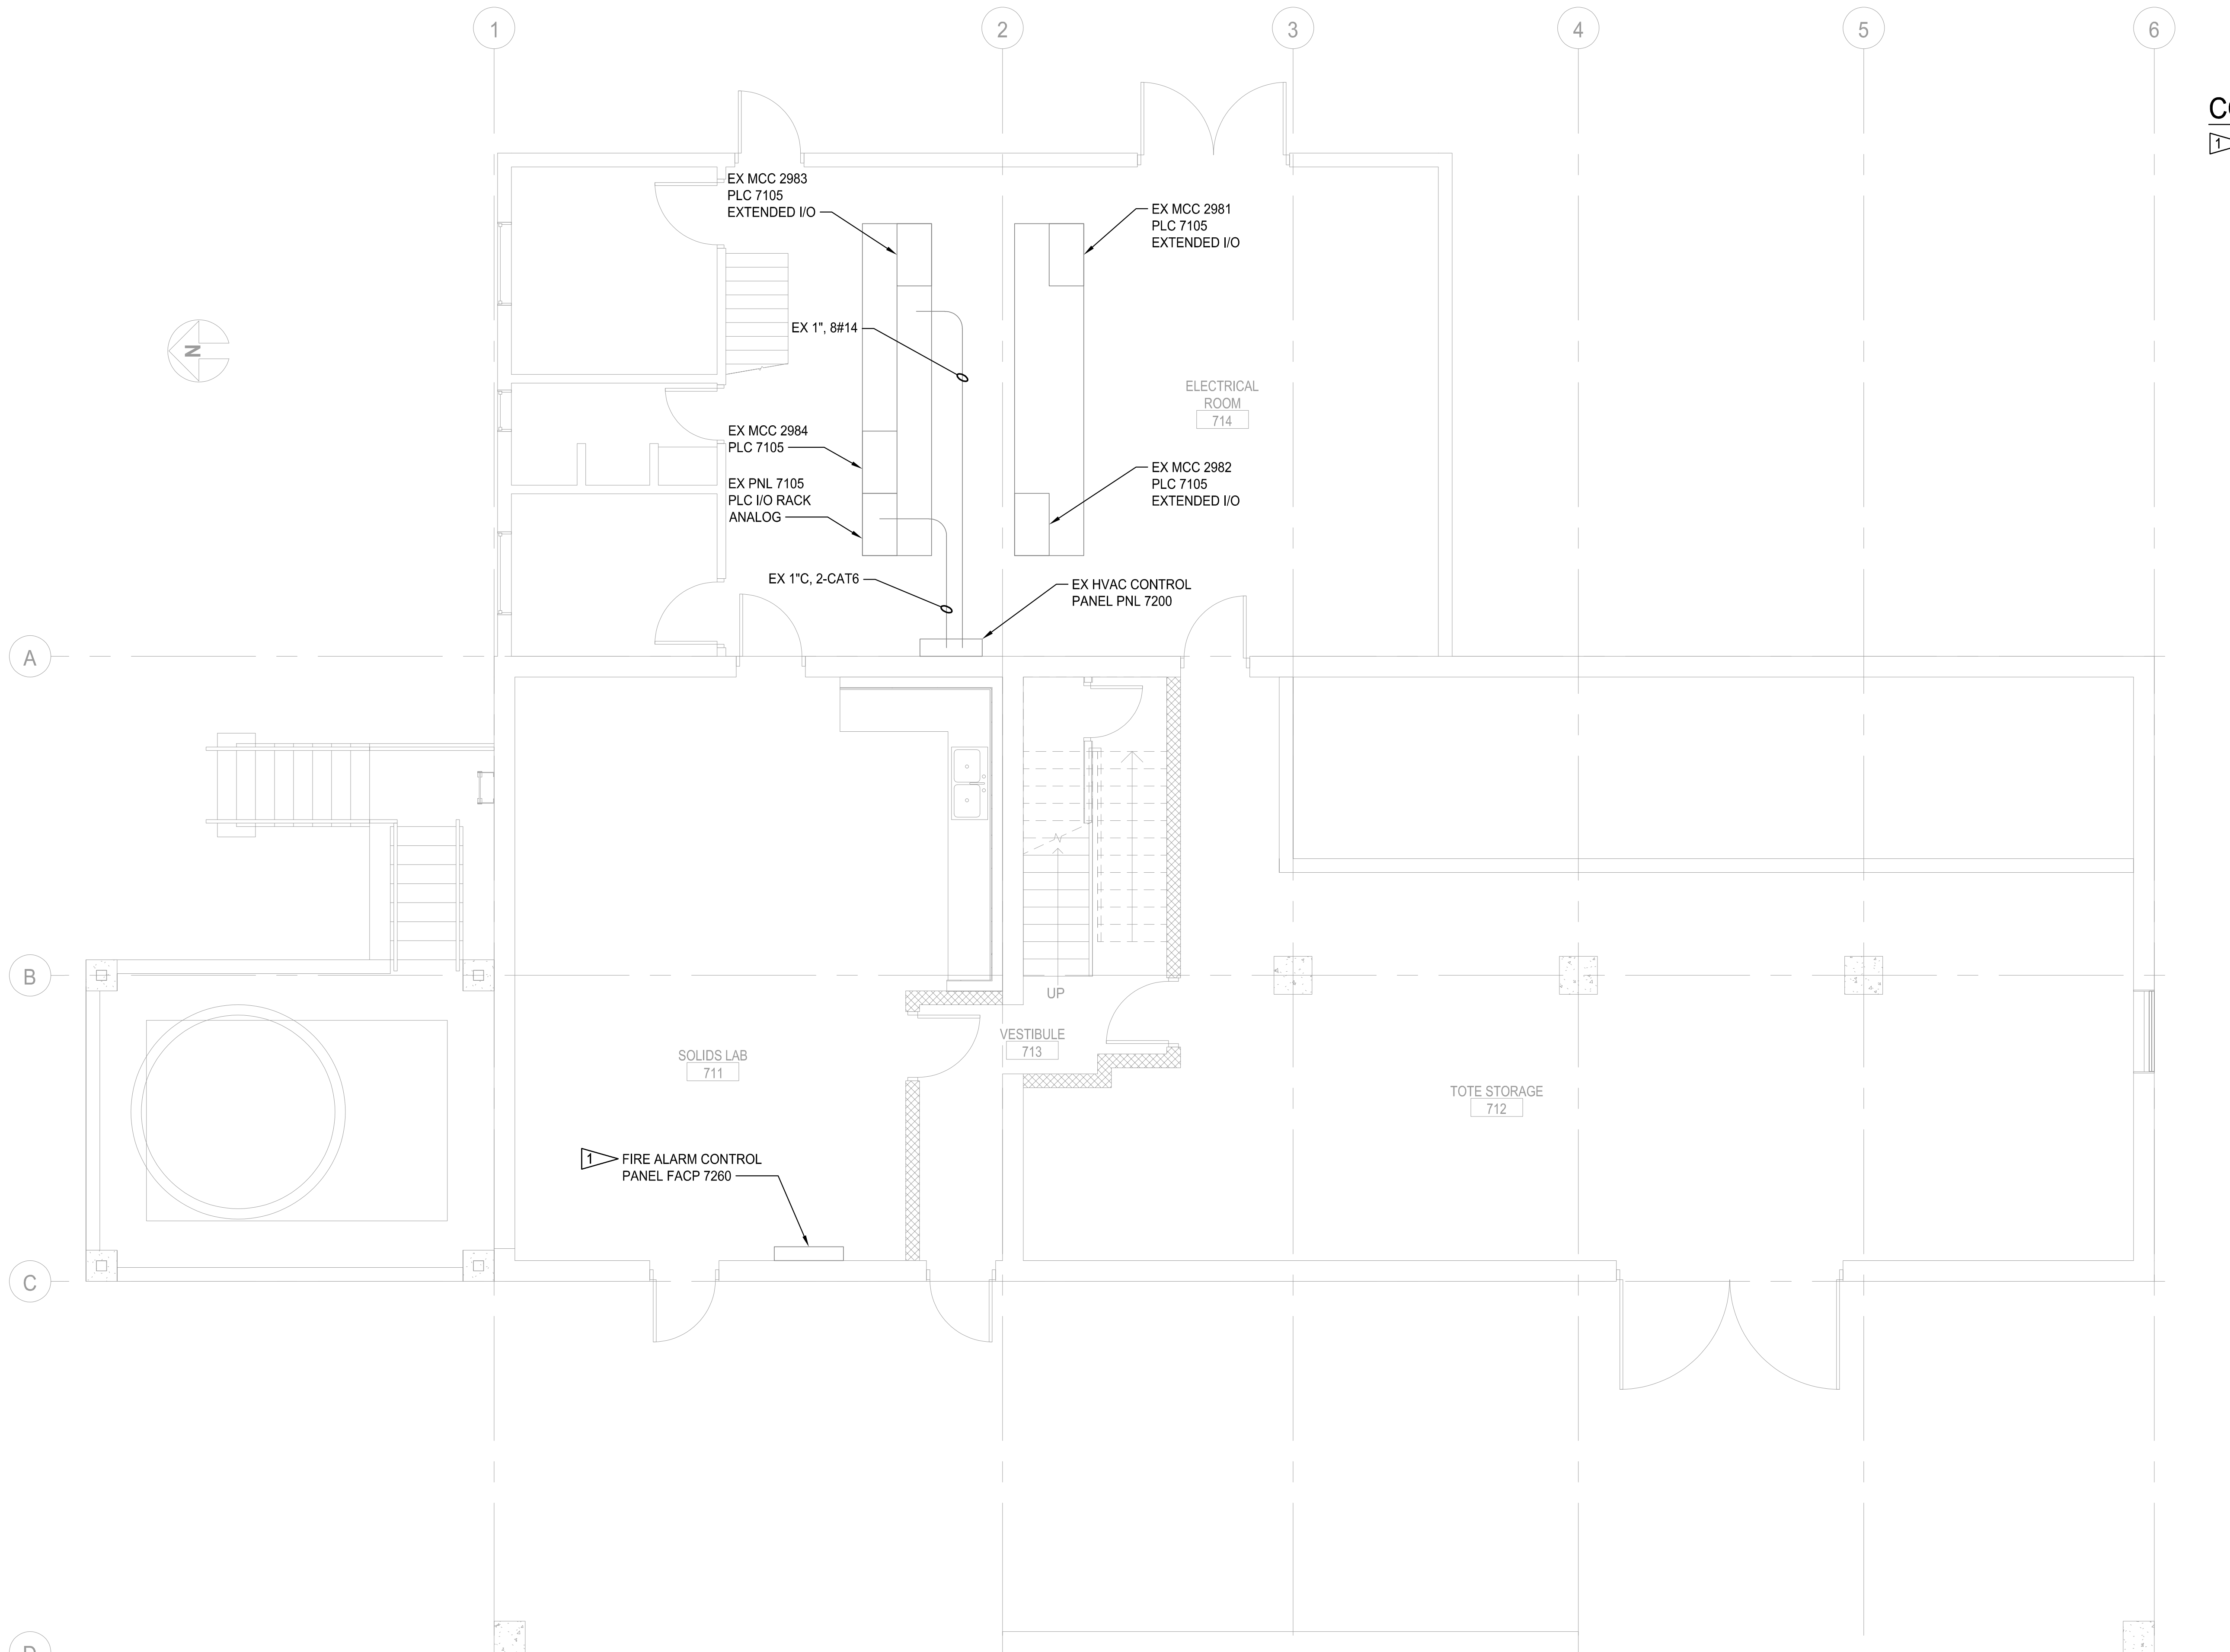 1
2
3
4
5
6
1
EX MCC 2983
PLC 7105
EXTENDED I/O
EX MCC 2981
PLC 7105
EXTENDED I/O
N
EX 1", 8#14
ELECTRICAL
ROOM
714
EX MCC 2984
PLC 7105
EX MCC 2982
PLC 7105
EXTENDED I/O
EX PNL 7105
PLC I/O RACK
ANALOG
EX 1"C, 2-CAT6
EX HVAC CONTROL
PANEL PNL 7200
A
B
UP
VESTIBULE
713
SOLIDS LAB
711
TOTE STORAGE
712
1
FIRE ALARM CONTROL
PANEL FACP 7260
C